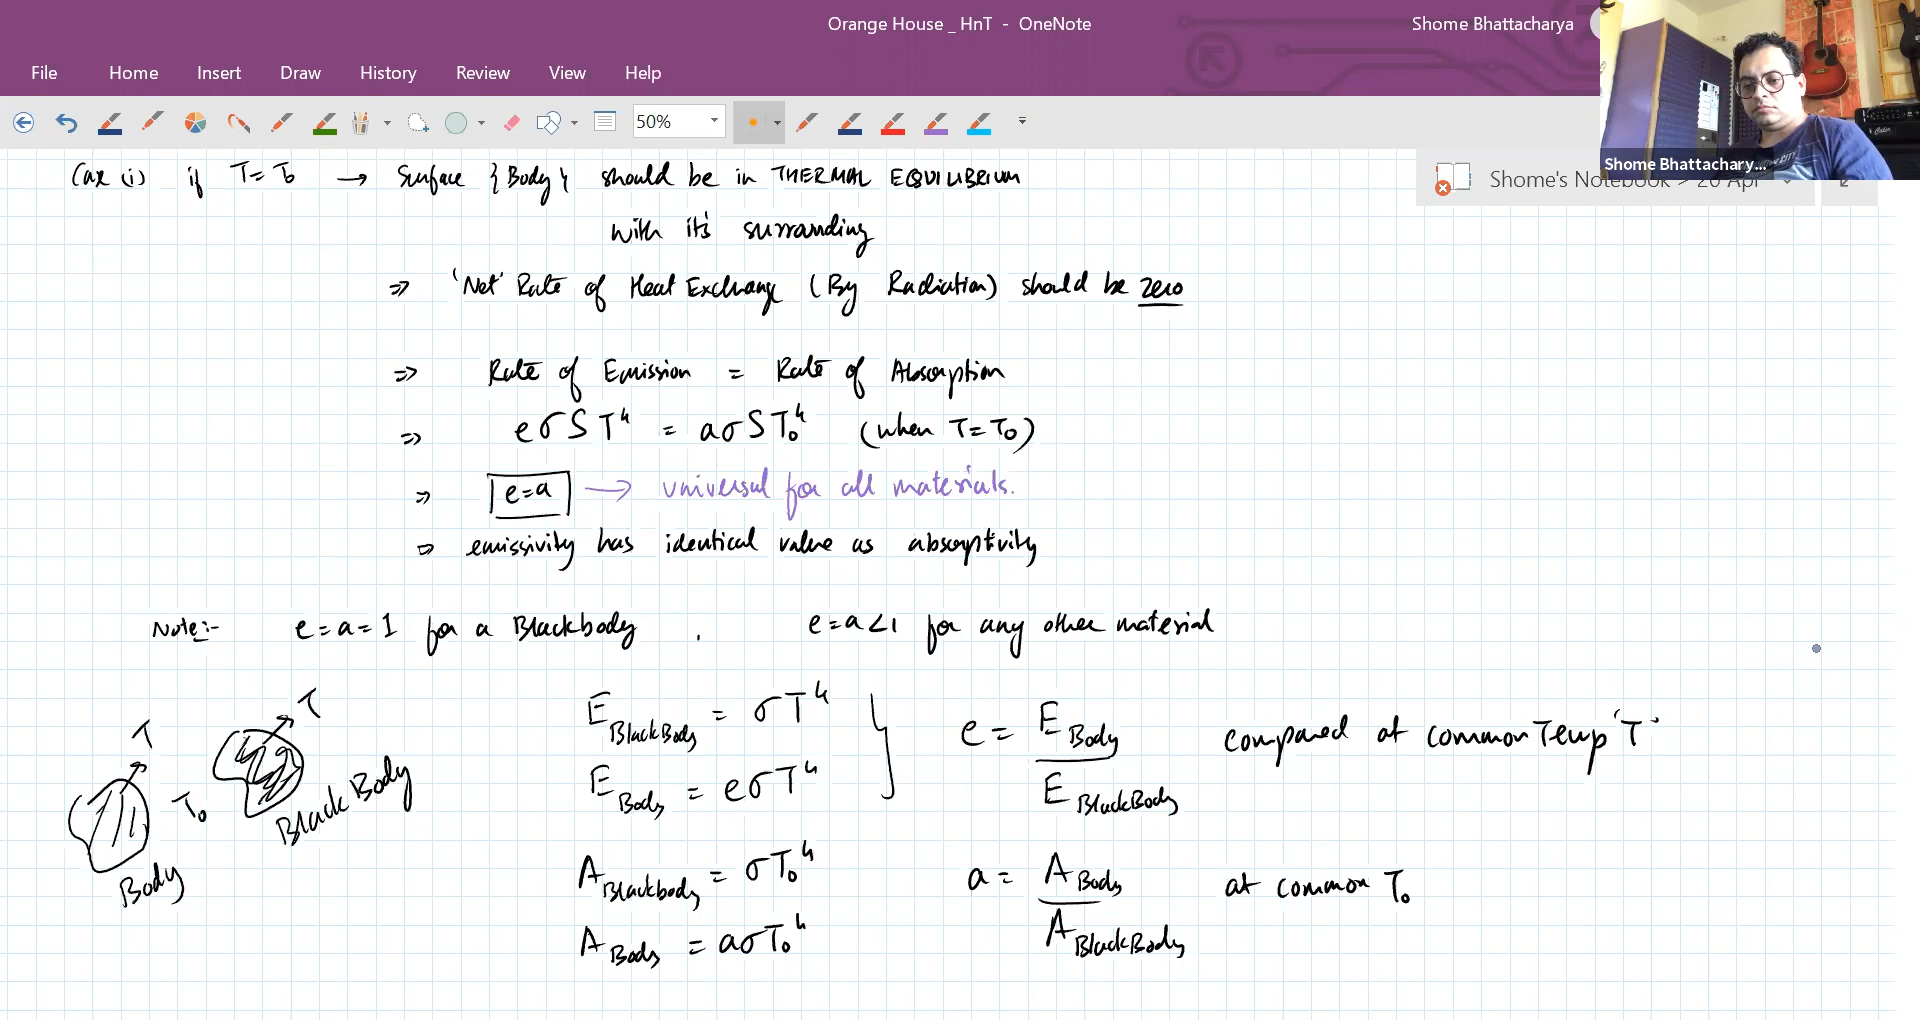 Orange House _ HnT - OneNote
Shome Bhattacharya
File Home Insert Draw History Review View Help
50%
Shome Bhattachary...
Shome's Notebook > 20 Apr
Case (i) if T = T₀ → Surface {Body} should be in THERMAL EQUILIBRIUM
with it's surranding
⇒ 'Net' Rate of Heat Exchange (By Radiation) should be zero
⇒ Rate of Emission = Rate of Absorption
⇒ eσST⁴ = aσST₀⁴ (when T = T₀)
⇒ e=a → universal for all materials.
⇒ emissivity has identical value as absorptivity
Note:- e = a = 1 for a Blackbody , e = a < 1 for any other material
T
T
T₀
Body
BlackBody
E BlackBody = σT⁴
E Body = eσT⁴
e = E Body / E BlackBody compared at common Temp 'T'
A Blackbody = σT₀⁴
A Body = aσT₀⁴
a = A Body / A BlackBody at common T₀